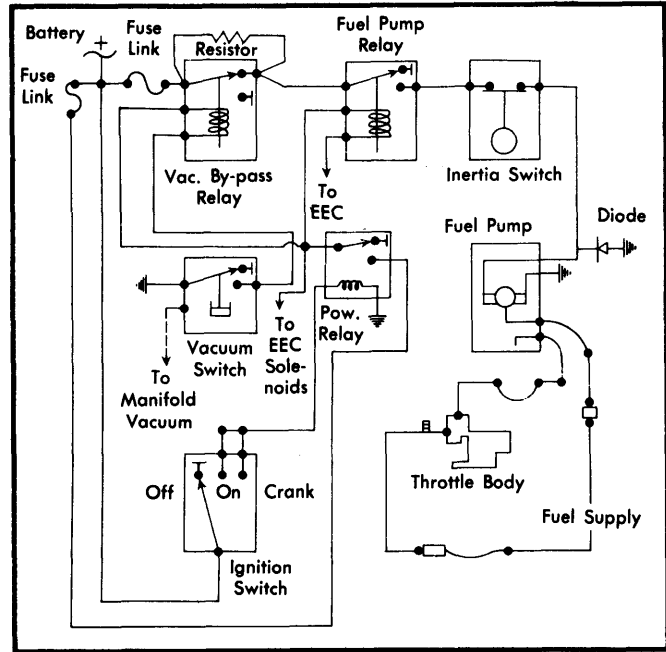 Battery
+
Fuse
Link
Fuse
Link
Resistor
Fuel Pump
Relay
Vac. By-pass
Relay
To
EEC
Inertia Switch
Diode
Fuel Pump
Vacuum
Switch
To
Manifold
Vacuum
To
EEC
Sole-
noids
Pow.
Relay
Throttle Body
Fuel Supply
Off
On
Crank
Ignition
Switch